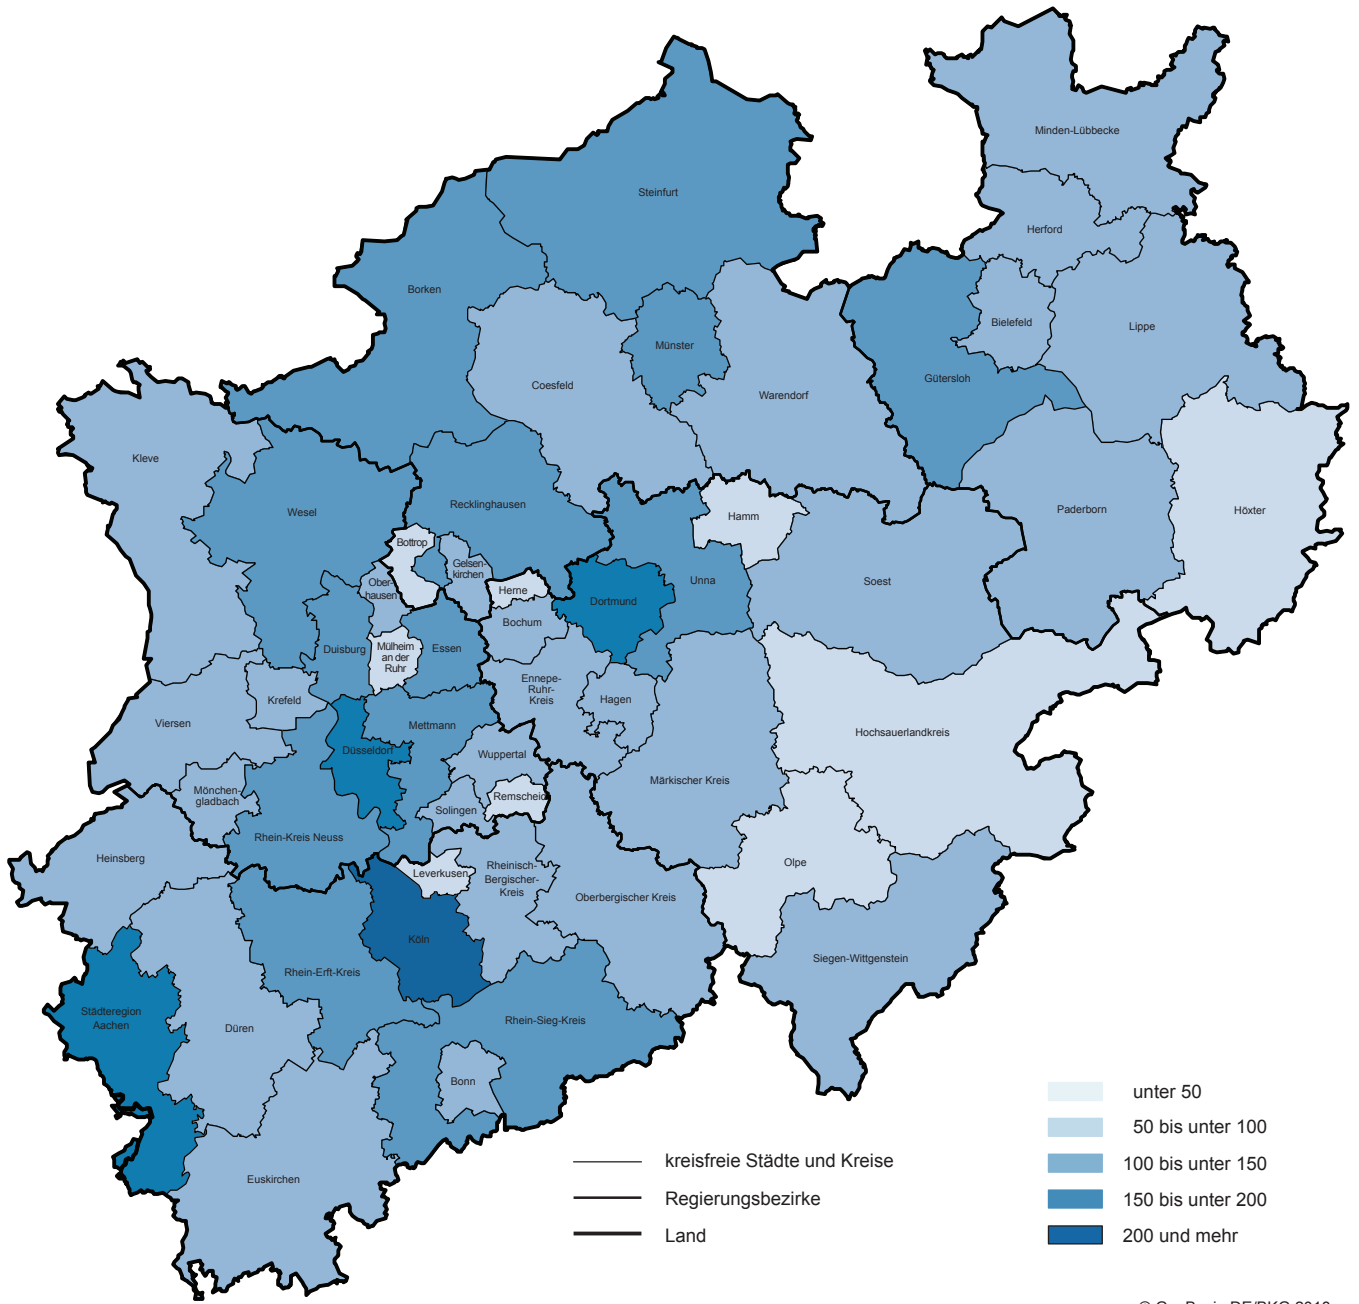 Minden-Lübbecke
Steinfurt
Herford
Borken
Bielefeld
Lippe
Münster
Gütersloh
Coesfeld
Warendorf
Kleve
Recklinghausen
Wesel
Hamm
Paderborn
Höxter
Bottrop
Gelsen-
kirchen
Ober-
hausen
Herne
Dortmund
Unna
Soest
Bochum
Duisburg
Mülheim
an der
Ruhr
Essen
Ennepe-
Ruhr-
Kreis
Hagen
Krefeld
Viersen
Mettmann
Hochsauerlandkreis
Düsseldorf
Wuppertal
Märkischer Kreis
Mönchen-
gladbach
Remscheid
Solingen
Rhein-Kreis Neuss
Heinsberg
Leverkusen
Rheinisch-
Bergischer-
Kreis
Olpe
Oberbergischer Kreis
Köln
Siegen-Wittgenstein
Rhein-Erft-Kreis
Städteregion
Aachen
Düren
Rhein-Sieg-Kreis
Bonn
Euskirchen
kreisfreie Städte und Kreise
Regierungsbezirke
Land
unter 50
50 bis unter 100
100 bis unter 150
150 bis unter 200
200 und mehr